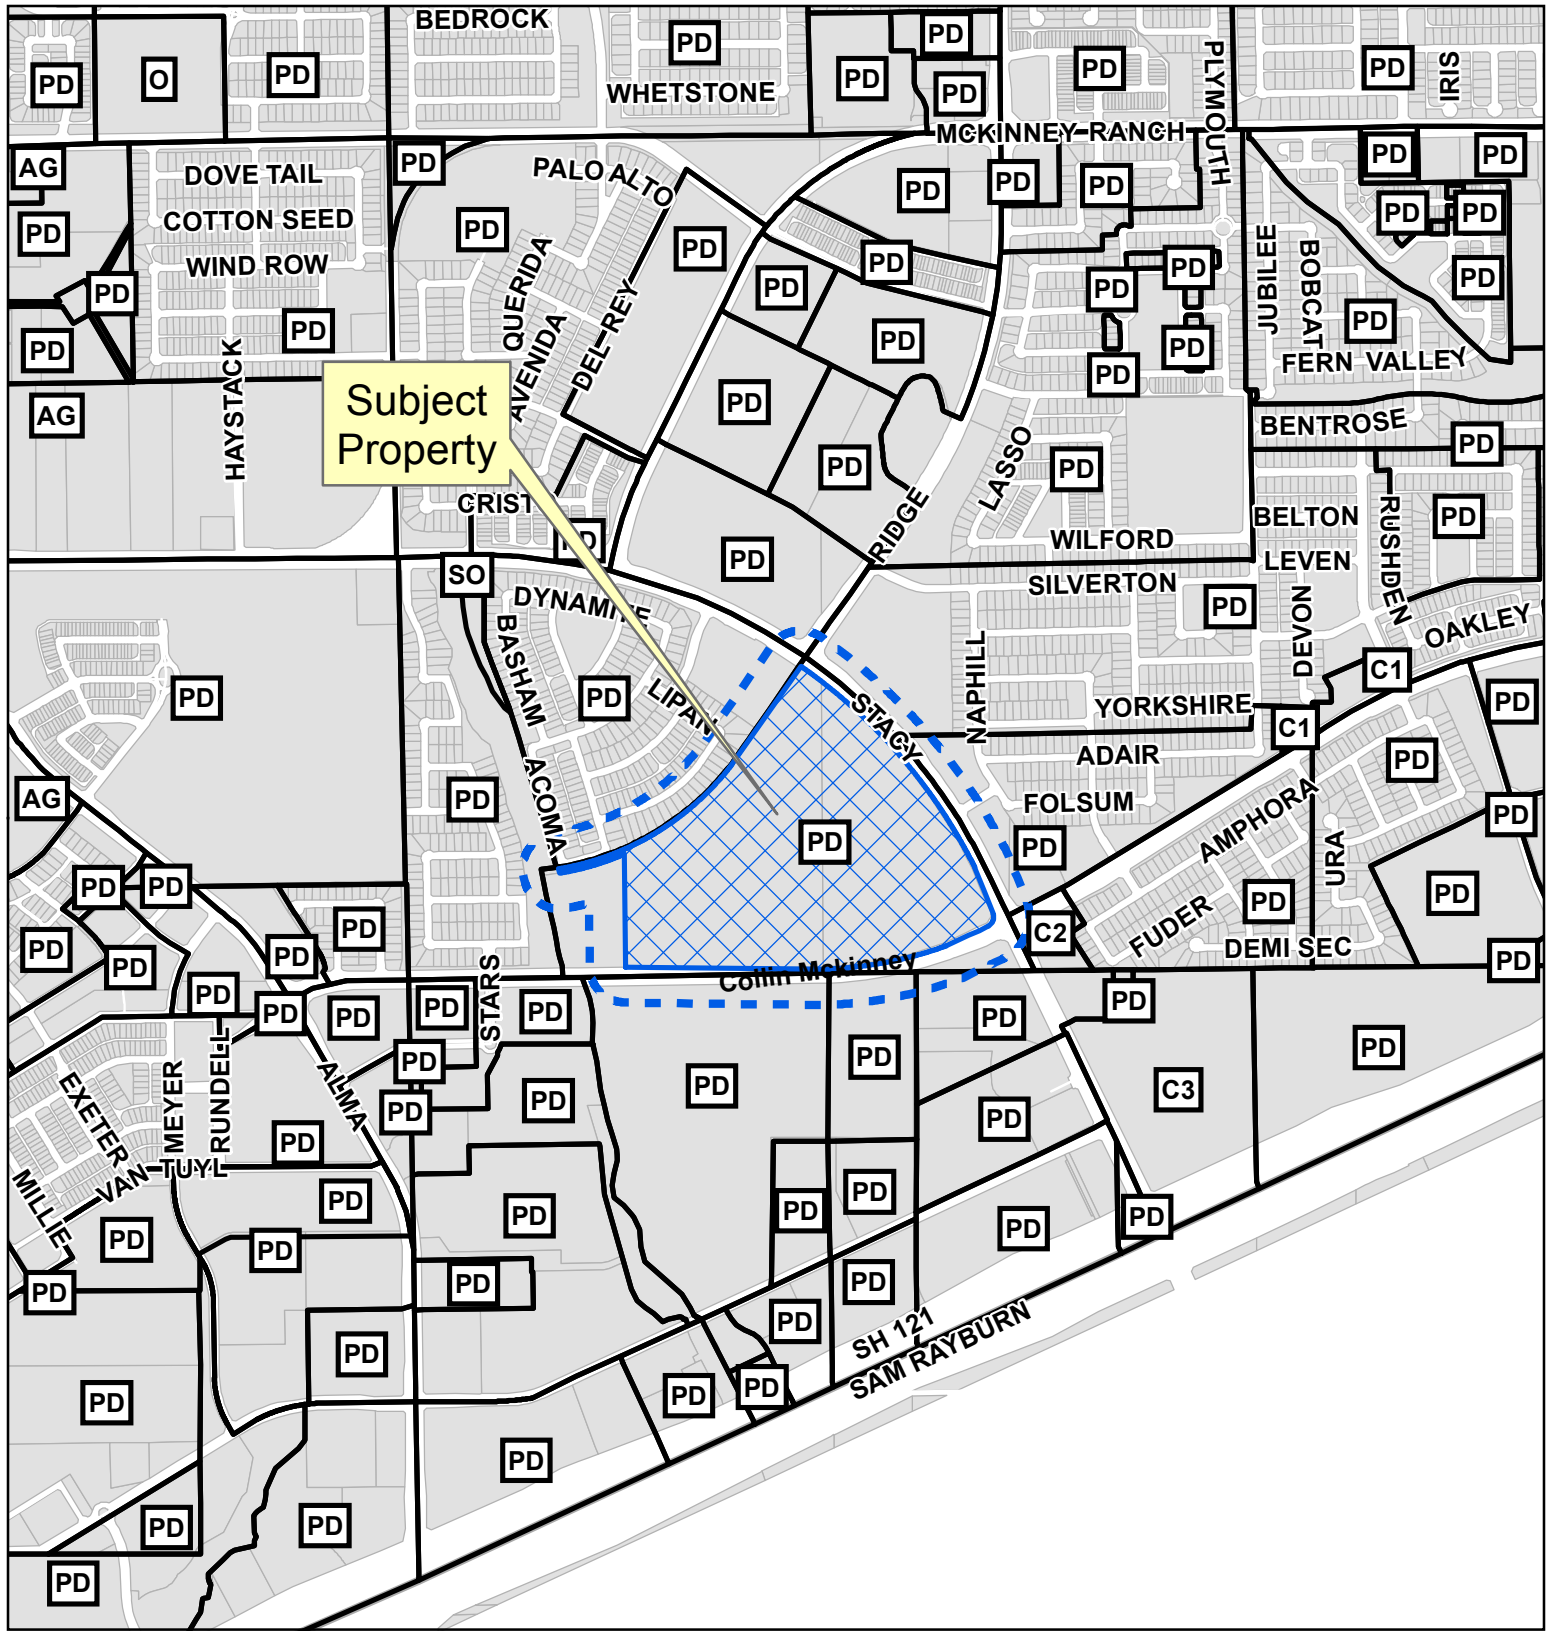 BEDROCK
PD
PD
PD
PLYMOUTH
PD
O
PD
WHETSTONE
PD
PD
PD
PD
IRIS
MCKINNEY RANCH
AG
DOVE TAIL
PD
PALO ALTO
PD
PD
PD
PD
PD
COTTON SEED
PD
PD
PD
PD
PD
WIND ROW
QUERIDA
PD
PD
JUBILEE
BOBCAT
PD
PD
PD
PD
PD
PD
AVENIDA
DEL REY
PD
PD
PD
PD
HAYSTACK
PD
FERN VALLEY
AG
Subject
Property
PD
PD
LASSO
PD
BENTROSE
PD
CRIST
PD
RIDGE
WILFORD
BELTON
RUSHDEN
PD
SO
PD
SILVERTON
LEVEN
DYNAMITE
BASHAM
PD
DEVON
OAKLEY
PD
PD
LIPAN
STACY
NAPHILL
YORKSHIRE
C1
C1
PD
ACOMA
ADAIR
PD
AG
PD
FOLSUM
AMPHORA
PD
PD
PD
URA
PD
PD
PD
PD
PD
C2
FUDER
PD
DEMI SEC
PD
PD
PD
STARS
Collin Mckinney
PD
PD
PD
PD
PD
PD
PD
PD
PD
RUNDELL
MEYER
EXETER
ALMA
PD
PD
PD
PD
PD
PD
C3
PD
PD
VAN TUYL
MILLIE
PD
PD
PD
PD
PD
PD
PD
PD
PD
PD
PD
PD
PD
SH 121
SAM RAYBURN
PD
PD
PD
PD
PD
PD
PD
PD